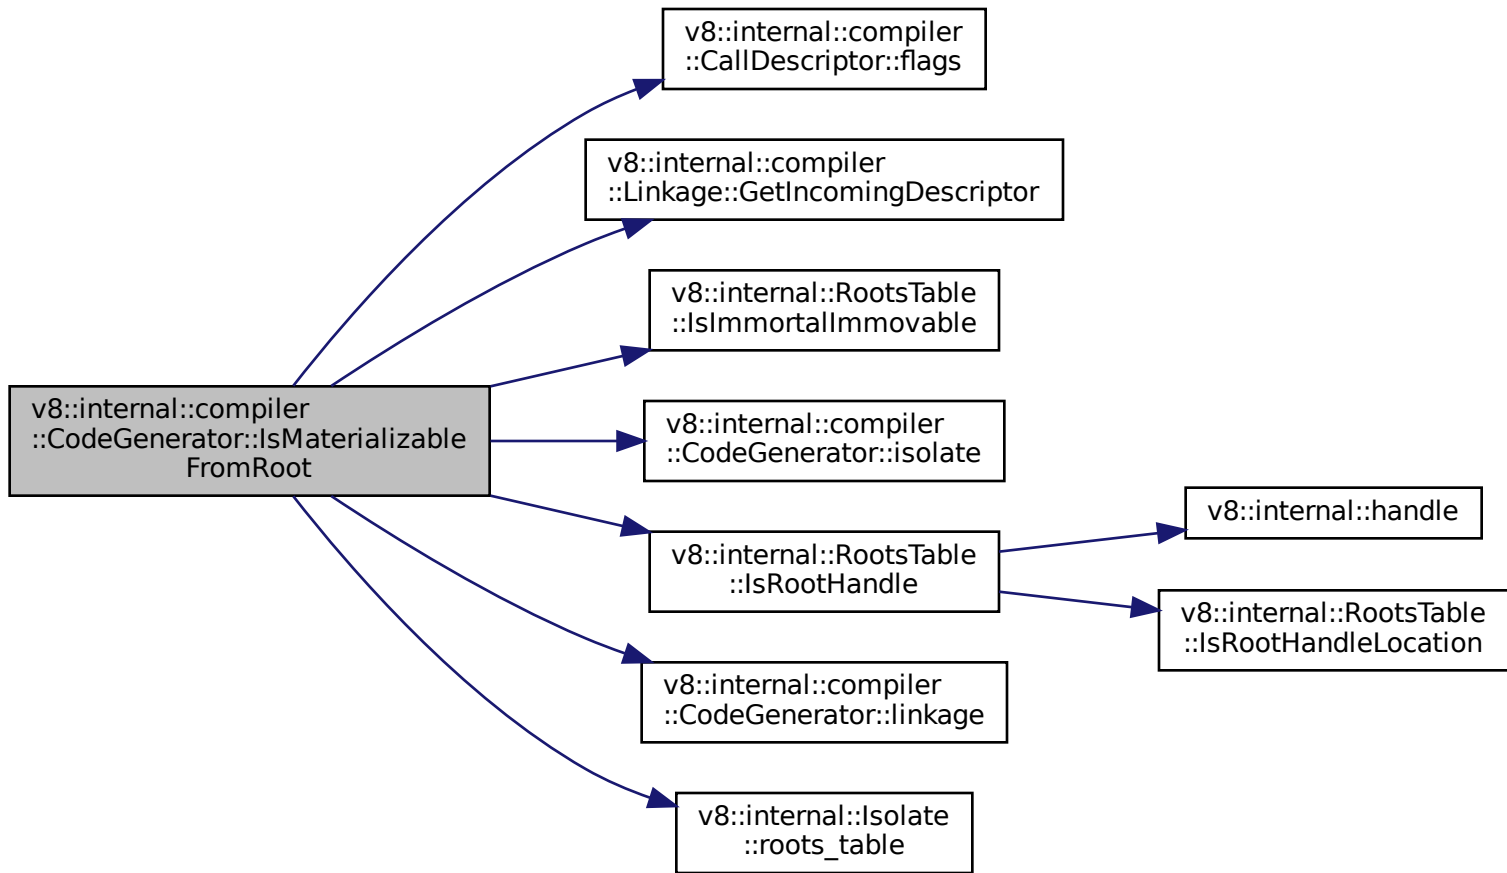 v8::internal::compiler
::CallDescriptor::flags
v8::internal::compiler
::Linkage::GetIncomingDescriptor
v8::internal::RootsTable
::IsImmortalImmovable
v8::internal::compiler
::CodeGenerator::IsMaterializable
FromRoot
v8::internal::compiler
::CodeGenerator::isolate
v8::internal::RootsTable
::IsRootHandle
v8::internal::handle
v8::internal::RootsTable
::IsRootHandleLocation
v8::internal::compiler
::CodeGenerator::linkage
v8::internal::Isolate
::roots_table